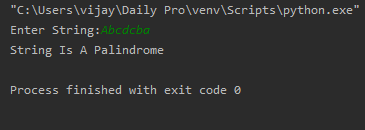 "C:\Users\vijay\Daily Pro\venv\Scripts\python.exe"
Enter String:Abcdcba
String Is A Palindrome
Process finished with exit code 0